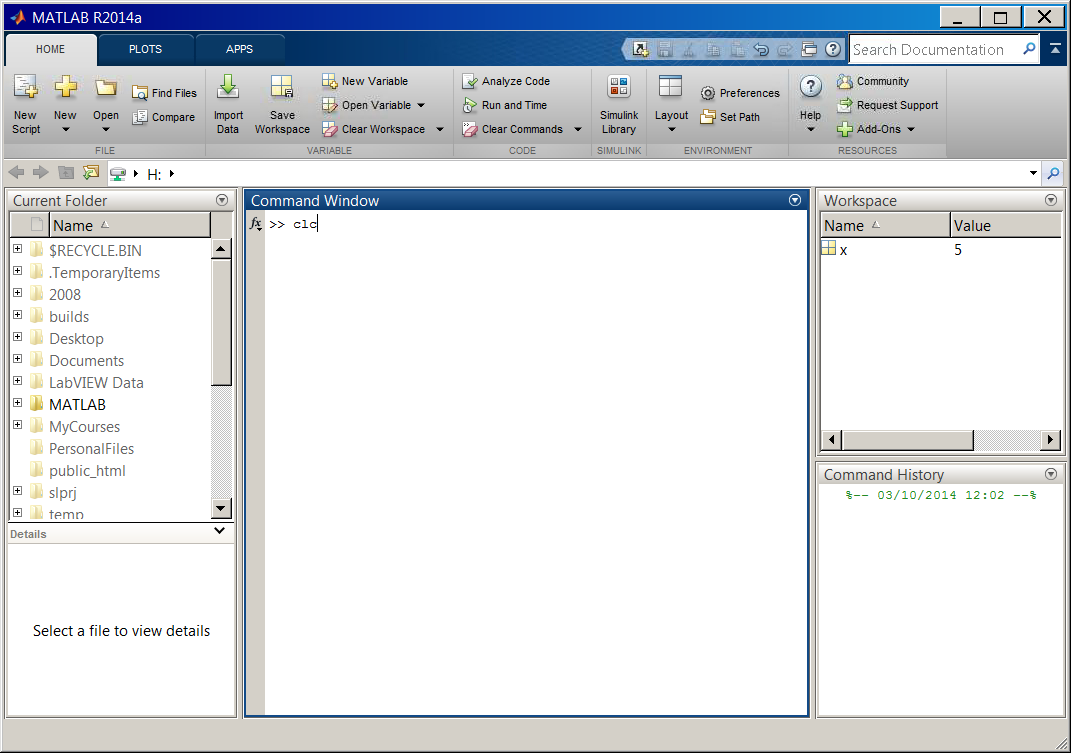 MATLAB R2014a
HOME PLOTS APPS
Search Documentation
New Script
New
Open
Find Files
Compare
FILE
Import Data
Save Workspace
New Variable
Open Variable
Clear Workspace
VARIABLE
Analyze Code
Run and Time
Clear Commands
CODE
Simulink Library
SIMULINK
Layout
Preferences
Set Path
ENVIRONMENT
? Help
Community
Request Support
Add-Ons
RESOURCES
H:
Current Folder
Name
$RECYCLE.BIN
.TemporaryItems
2008
builds
Desktop
Documents
LabVIEW Data
MATLAB
MyCourses
PersonalFiles
public_html
slprj
temp
Details
Select a file to view details
Command Window
fx >> clc
Workspace
Name Value
x 5
Command History
%-- 03/10/2014 12:02 --%